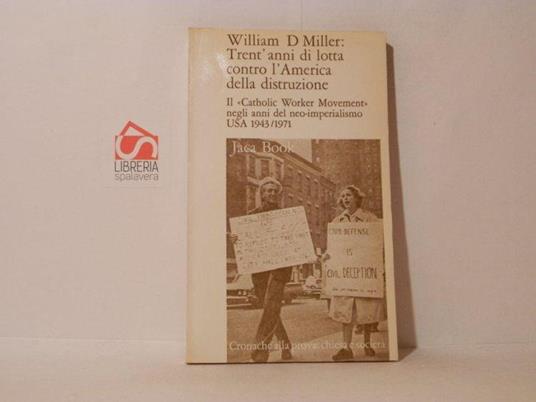 William D Miller:
Trent'anni di lotta
contro l'America
della distruzione
Il «Catholic Worker Movement»
negli anni del neo-imperialismo
USA 1943/1971
Jaca Book
LIBRERIA
spalavera
CIVIL DEFENSE
IS
CIVIL DECEPTION
Cronache alla prova: chiesa e società